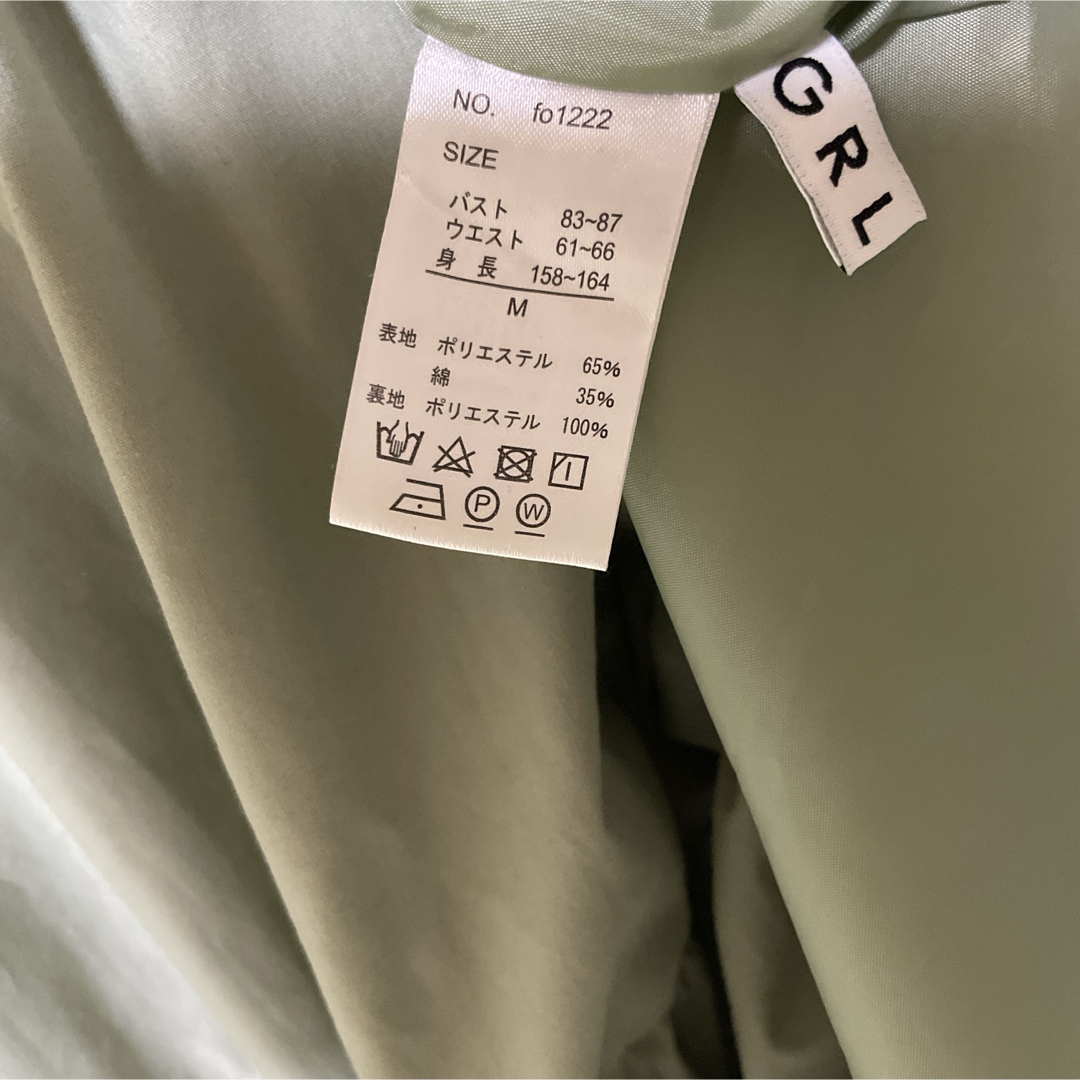 NO. fo1222
SIZE
バスト 83~87
ウエスト 61~66
身 長 158~164
M
表地 ポリエステル 65%
綿 35%
裏地 ポリエステル 100%
P W
GRL